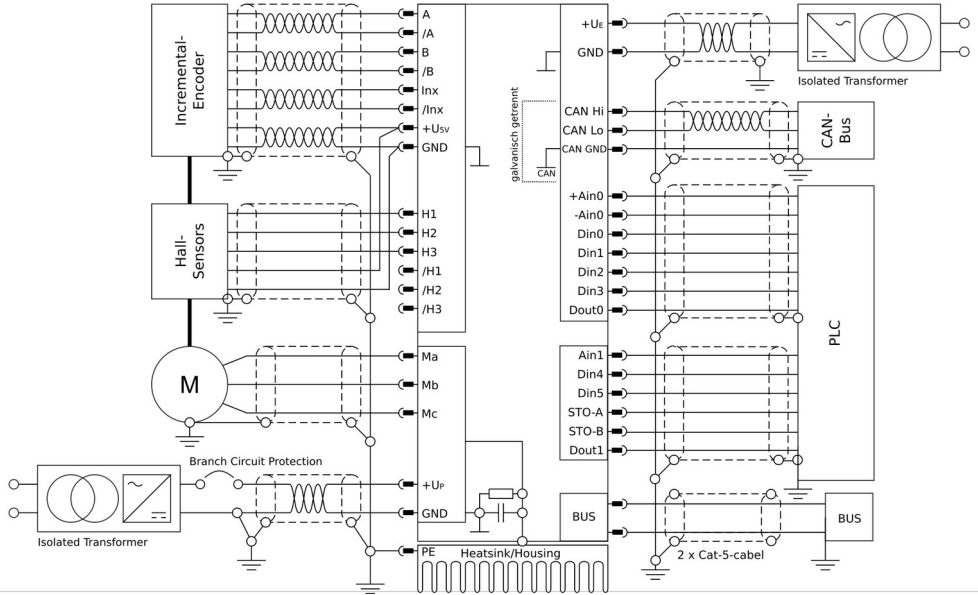 Incremental-
Encoder
A
/A
B
/B
Inx
/Inx
+U5V
GND
Hall-
Sensors
H1
H2
H3
/H1
/H2
/H3
M
Ma
Mb
Mc
Branch Circuit Protection
+UP
GND
Isolated Transformer
PE
Heatsink/Housing
+UE
GND
Isolated Transformer
galvanisch getrennt
CAN
CAN Hi
CAN Lo
CAN GND
CAN-
Bus
+Ain0
-Ain0
Din0
Din1
Din2
Din3
Dout0
PLC
Ain1
Din4
Din5
STO-A
STO-B
Dout1
BUS
BUS
2 x Cat-5-cabel